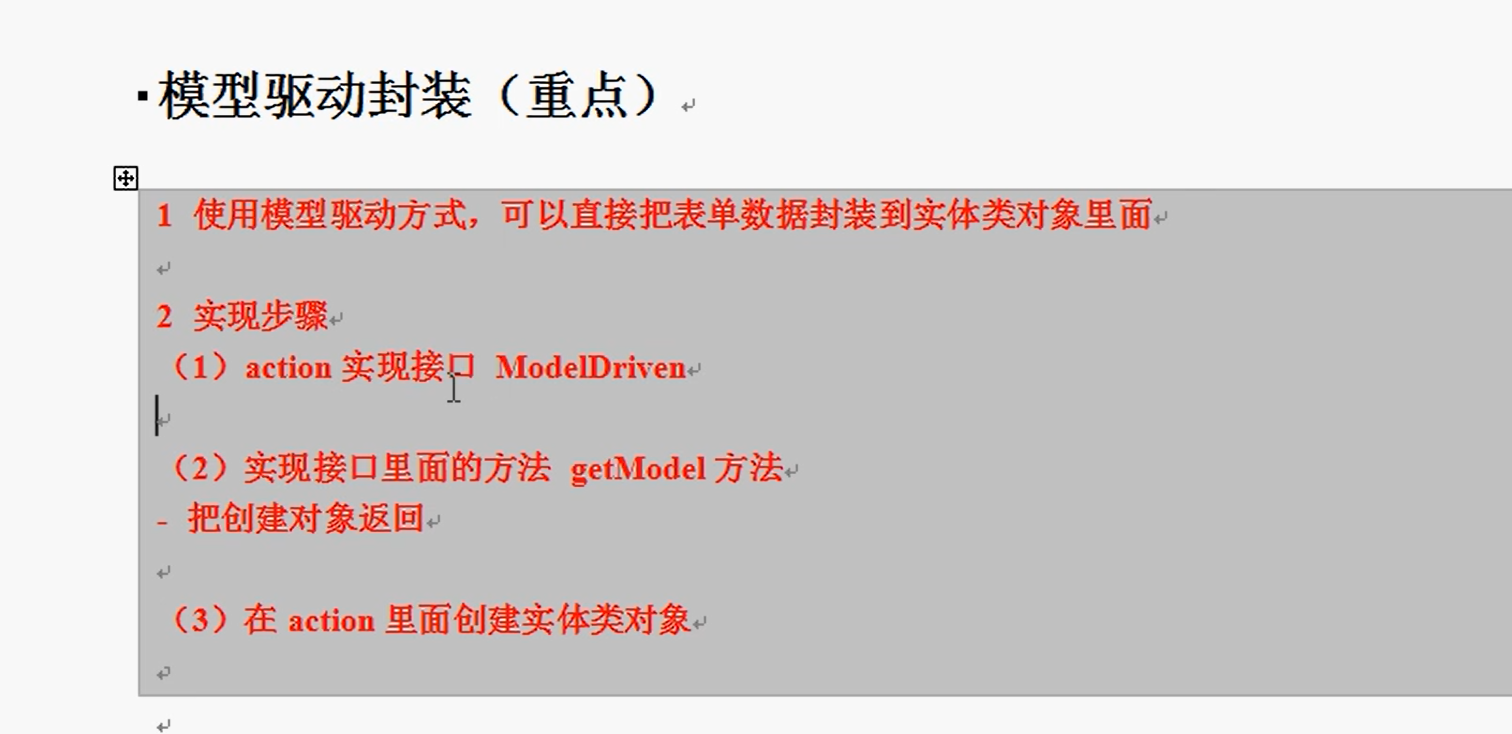 模型驱动封装（重点）
1 使用模型驱动方式，可以直接把表单数据封装到实体类对象里面
2 实现步骤
（1）action 实现接口 ModelDriven
（2）实现接口里面的方法 getModel 方法
- 把创建对象返回
（3）在 action 里面创建实体类对象